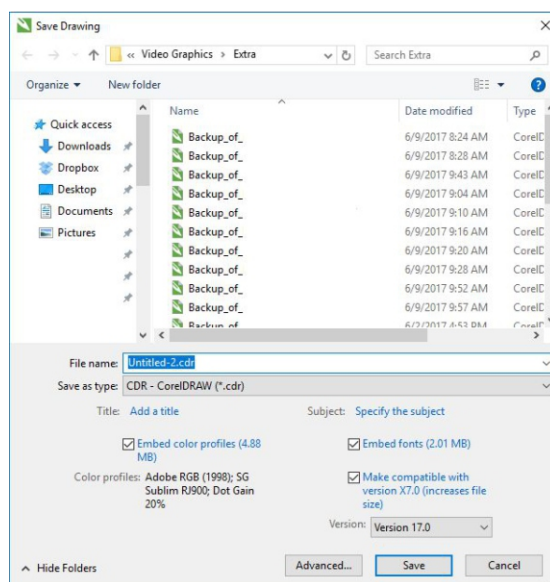 Save Drawing
« Video Graphics > Extra
Search Extra
Organize
New folder
Name
Date modified
Type
Quick access
Downloads
Dropbox
Desktop
Documents
Pictures
Backup_of_ 6/9/2017 8:24 AM CorelD
Backup_of_ 6/9/2017 8:28 AM CorelD
Backup_of_ 6/9/2017 9:43 AM CorelD
Backup_of_ 6/9/2017 9:04 AM CorelD
Backup_of_ 6/9/2017 9:10 AM CorelD
Backup_of_ 6/9/2017 9:16 AM CorelD
Backup_of_ 6/9/2017 9:20 AM CorelD
Backup_of_ 6/9/2017 9:28 AM CorelD
Backup_of_ 6/9/2017 9:52 AM CorelD
Backup_of_ 6/9/2017 9:57 AM CorelD
Backup_of_ 6/2/2017 4:53 PM CorelD
File name: Untitled-2.cdr
Save as type: CDR - CorelDRAW (*.cdr)
Title: Add a title
Subject: Specify the subject
Embed color profiles (4.88
MB)
Embed fonts (2.01 MB)
Color profiles: Adobe RGB (1998); SG
Sublim RJ900; Dot Gain
20%
Make compatible with
version X7.0 (increases file
size)
Version: Version 17.0
Hide Folders
Advanced...
Save
Cancel